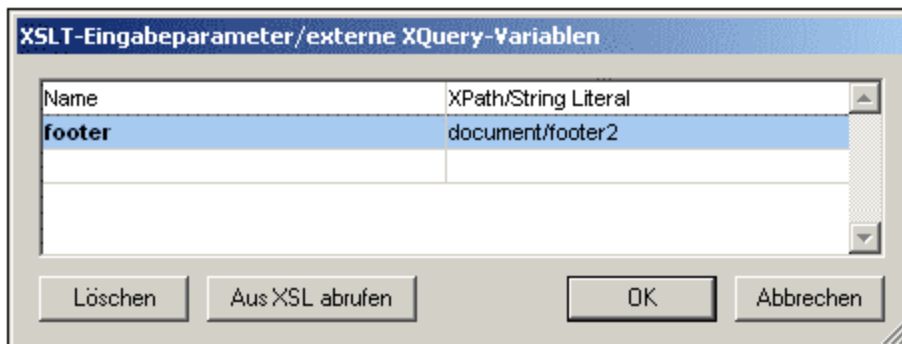 XSLT-Eingabeparameter/externe XQuery-Variablen
Name XPath/String Literal
footer document/footer2
Löschen Aus XSL abrufen OK Abbrechen